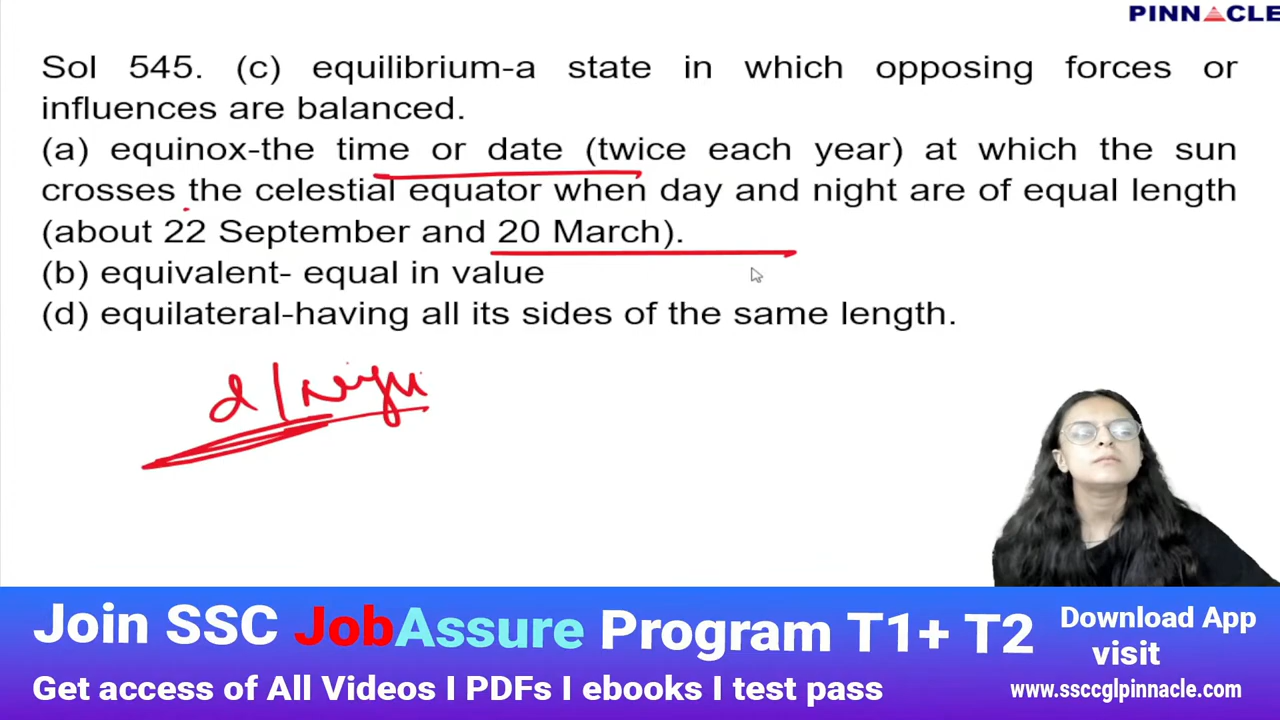 PINNACLE
Sol 545. (c) equilibrium-a state in which opposing forces or
influences are balanced.
(a) equinox-the time or date (twice each year) at which the sun
crosses the celestial equator when day and night are of equal length
(about 22 September and 20 March).
(b) equivalent- equal in value
(d) equilateral-having all its sides of the same length.
d/
Join SSC JobAssure Program T1+ T2
Download App
visit
Get access of All Videos I PDFs I ebooks I test pass
www.ssccglpinnacle.com